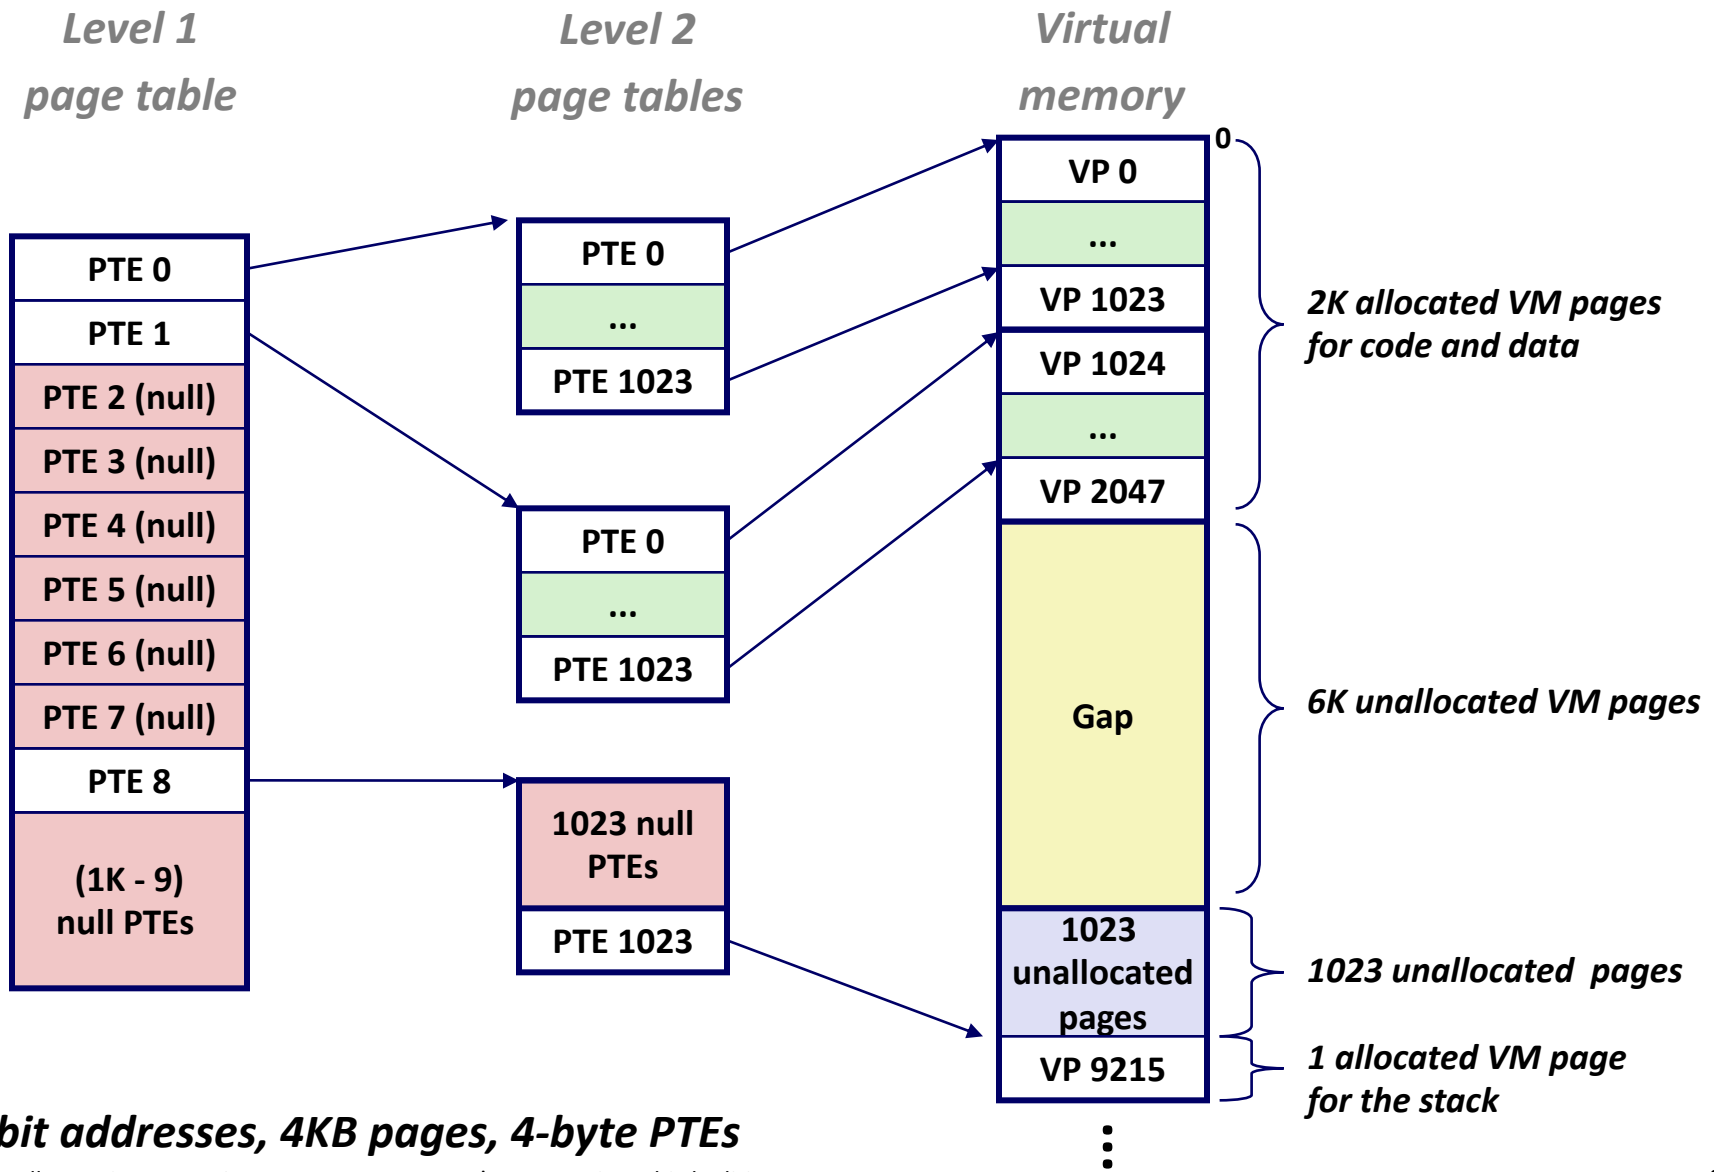 Level 1
page table
Level 2
page tables
Virtual
memory
PTE 0
PTE 1
PTE 2 (null)
PTE 3 (null)
PTE 4 (null)
PTE 5 (null)
PTE 6 (null)
PTE 7 (null)
PTE 8
(1K - 9)
null PTEs
PTE 0
...
PTE 1023
PTE 0
...
PTE 1023
1023 null
PTEs
PTE 1023
0
VP 0
...
VP 1023
VP 1024
...
VP 2047
Gap
1023
unallocated
pages
VP 9215
2K allocated VM pages
for code and data
6K unallocated VM pages
1023 unallocated pages
1 allocated VM page
for the stack
bit addresses, 4KB pages, 4-byte PTEs